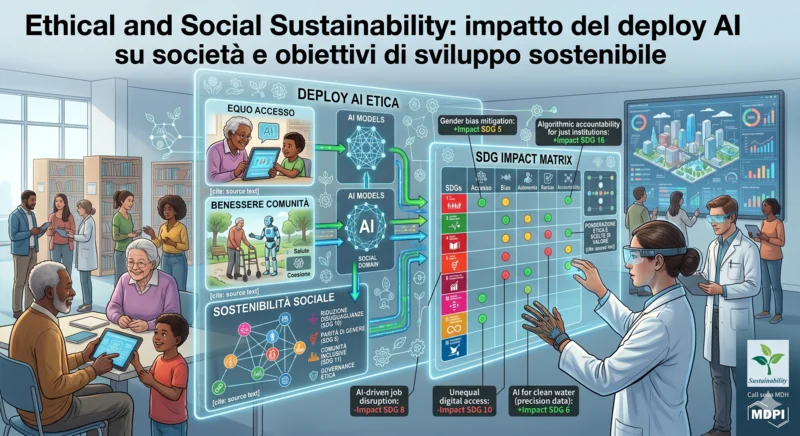 Ethical and Social Sustainability: impatto del deploy AI
su società e obiettivi di sviluppo sostenibile
DEPLOY AI ETICA
EQUO ACCESSO
AI
[cite: source text]
BENESSERE COMUNITÀ
Salute
Coesione
[cite: source text]
AI MODELS
AI MODELS
AI
SOCIAL
DOMAIN
SOSTENIBILITÀ SOCIALE
RIDUZIONE
DISUGUAGLIANZE
(SDG 10)
PARITÀ DI GENERE
(SDG 5)
COMUNITÀ
INCLUSIVE
(SDG 11)
GOVERNANCE
ETICA
[cite: source text]
Gender bias mitigation:
+Impact SDG 5
Algorithmic accountability
for just institutions:
+Impact SDG 16
SDG IMPACT MATRIX
SDGs
Accesso
Bias
Autonomia
Accountability
PONDERAZIONE
ETICA E
SCELTE DI
VALORE
AI-driven job
disruption:
-Impact SDG 8
Unequal
digital access:
-Impact SDG 10
AI for clean water
(precision data):
+Impact SDG 6
Sustainability
MDPI